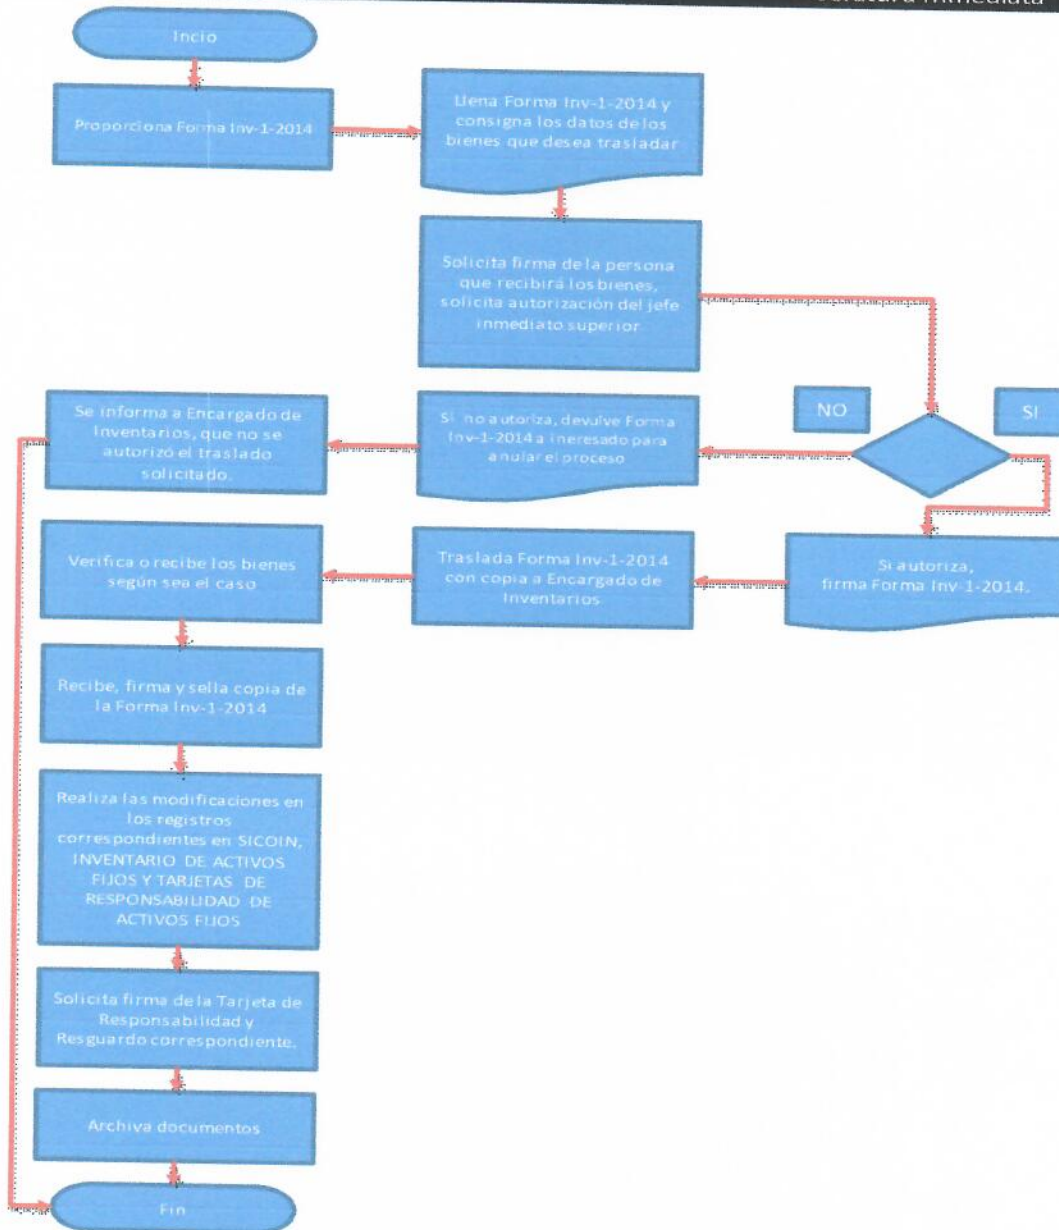 Incio
Proporciona Forma Inv-1-2014
Llena Forma Inv-1-2014 y
consigna los datos de los
bienes que desea trasladar
Solicita firma de la persona
que recibirá los bienes,
solicita autorización del jefe
inmediato superior
NO
SI
Si no autoriza, devulve Forma
Inv-1-2014 a ineresado para
anular el proceso
Se informa a Encargado de
Inventarios, que no se
autorizó el traslado
solicitado.
Si autoriza,
firma Forma Inv-1-2014.
Traslada Forma Inv-1-2014
con copia a Encargado de
Inventarios
Verifica o recibe los bienes
según sea el caso
Recibe, firma y sella copia de
la Forma Inv-1-2014
Realiza las modificaciones en
los registros
correspondientes en SICOIN,
INVENTARIO DE ACTIVOS
FIJOS Y TARJETAS DE
RESPONSABILIDAD DE
ACTIVOS FIJOS
Solicita firma de la Tarjeta de
Responsabilidad y
Resguardo correspondiente.
Archiva documentos
Fin